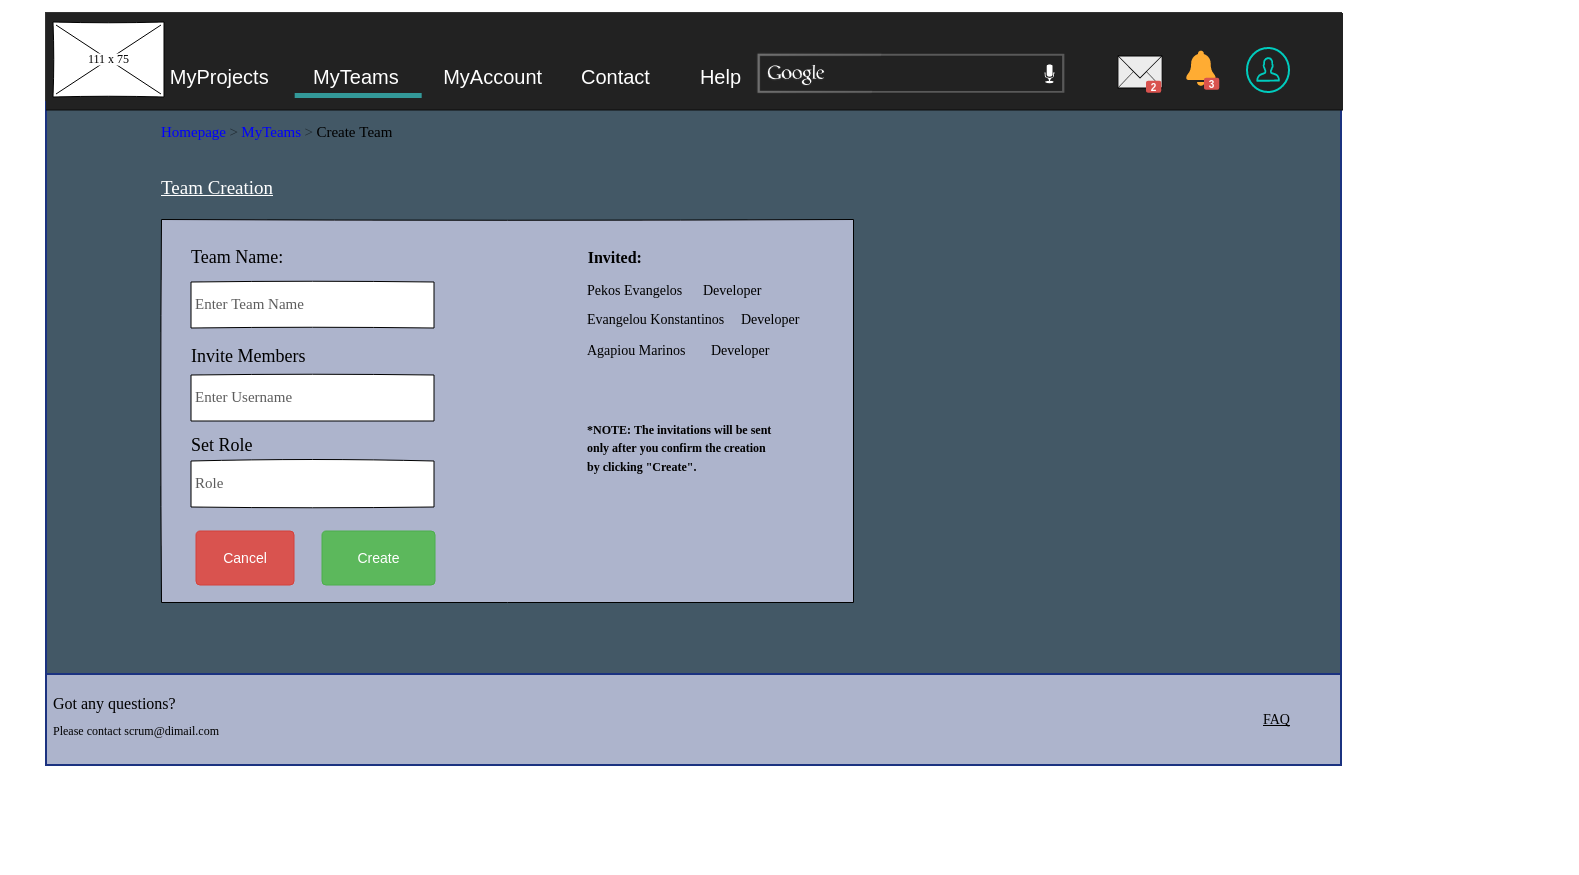 111 x 75
MyProjects MyTeams MyAccount Contact Help Google 2 3
Homepage > MyTeams > Create Team
Team Creation
Team Name:
Enter Team Name
Invite Members
Enter Username
Set Role
Role
Cancel Create
Invited:
Pekos Evangelos Developer
Evangelou Konstantinos Developer
Agapiou Marinos Developer
*NOTE: The invitations will be sent
only after you confirm the creation
by clicking "Create".
Got any questions?
Please contact scrum@dimail.com
FAQ